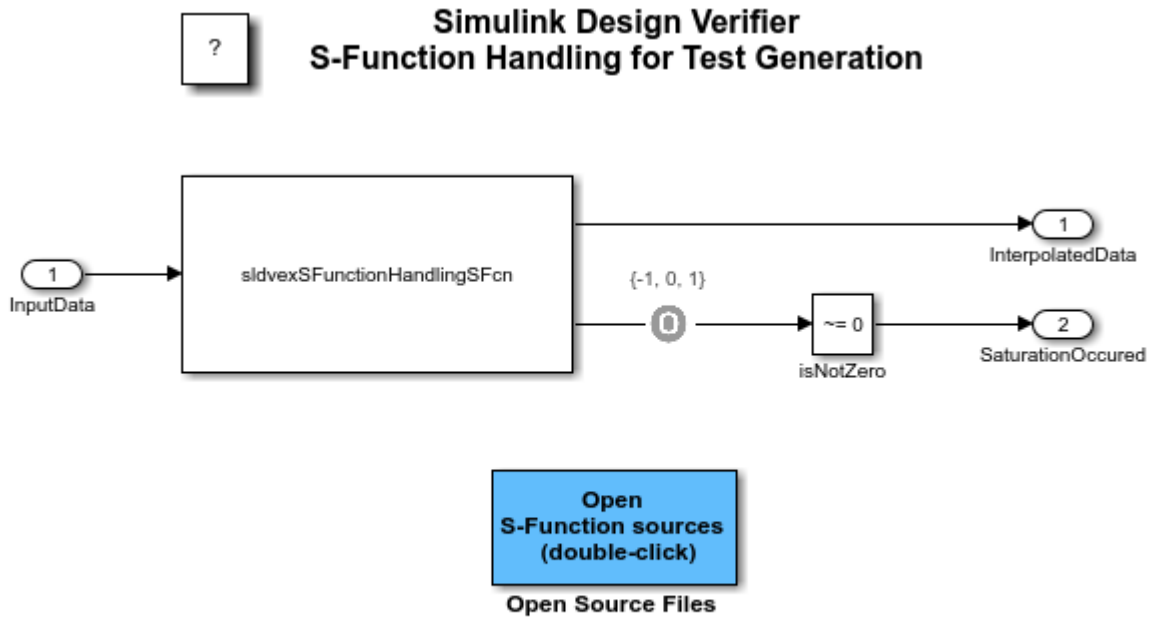 ?
Simulink Design Verifier
S-Function Handling for Test Generation
1
InputData
sldvexSFunctionHandlingSFcn
1
InterpolatedData
{-1, 0, 1}
O
~= 0
isNotZero
2
SaturationOccured
Open
S-Function sources
(double-click)
Open Source Files